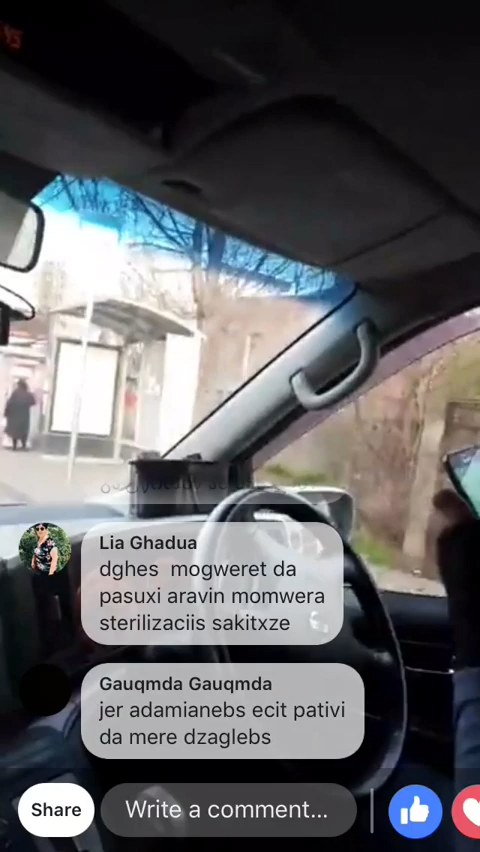 Lia Ghadua
dghes mogweret da
pasuxi aravin momwera
sterilizaciis sakitxze
Gauqmda Gauqmda
jer adamianebs ecit pativi
da mere dzaglebs
Share
Write a comment...